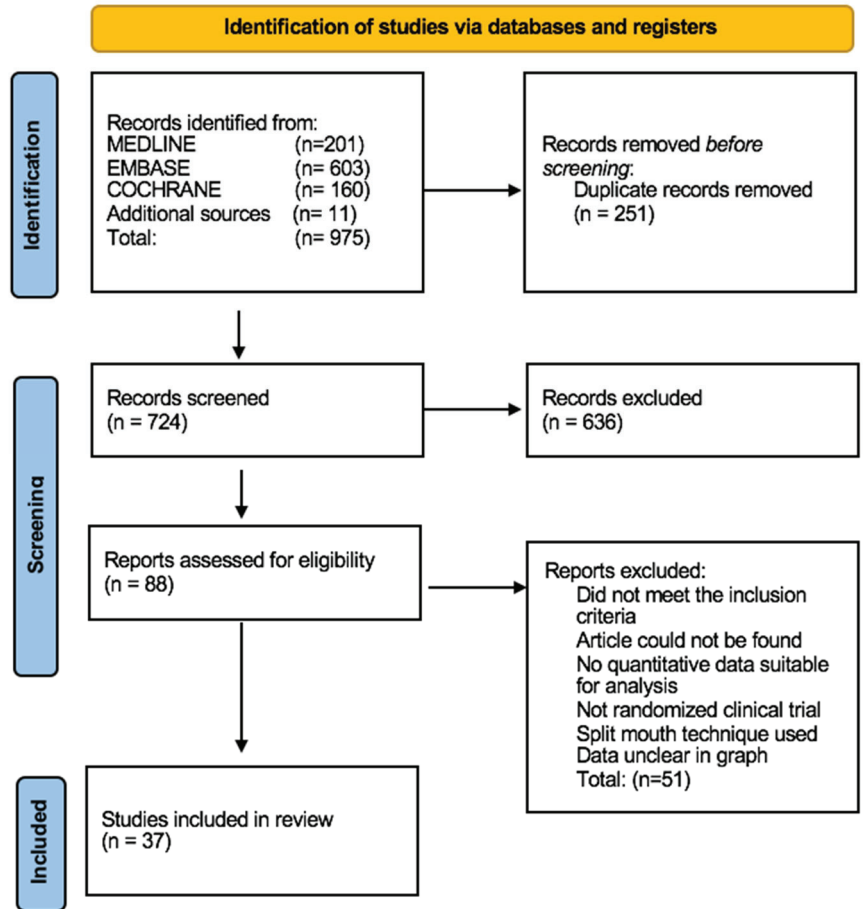 Identification of studies via databases and registers
Identification
Records identified from:
MEDLINE (n=201)
EMBASE (n= 603)
COCHRANE (n= 160)
Additional sources (n= 11)
Total: (n= 975)
Records removed before
screening:
Duplicate records removed
(n = 251)
Screening
Records screened
(n = 724)
Records excluded
(n = 636)
Reports assessed for eligibility
(n = 88)
Reports excluded:
Did not meet the inclusion
criteria
Article could not be found
No quantitative data suitable
for analysis
Not randomized clinical trial
Split mouth technique used
Data unclear in graph
Total: (n=51)
Included
Studies included in review
(n = 37)